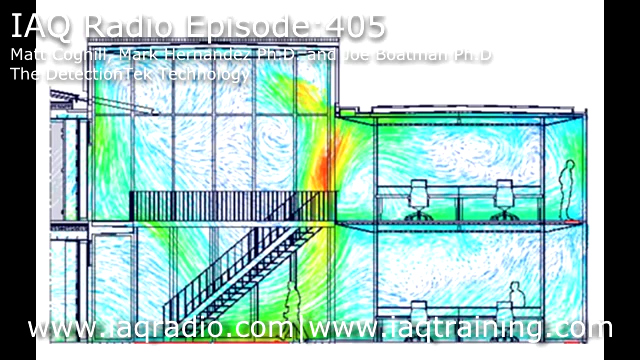 IAQ Radio Episode:405
Matt Coghill, Mark Hernandez Ph.D. and Joe Boatman Ph.D
The DetectionTek Technology
www.iaqradio.com|www.iaqtraining.com